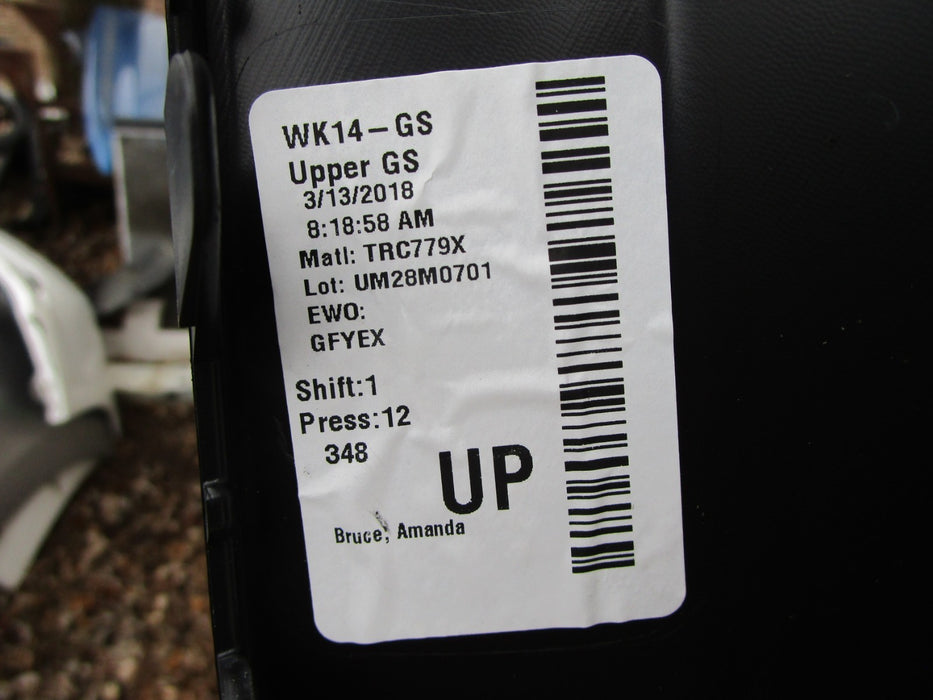 WK14-GS
Upper GS
3/13/2018
8:18:58 AM
Matl: TRC779X
Lot: UM28M0701
EWO:
GFYEX
Shift:1
Press:12
348
UP
Bruce, Amanda